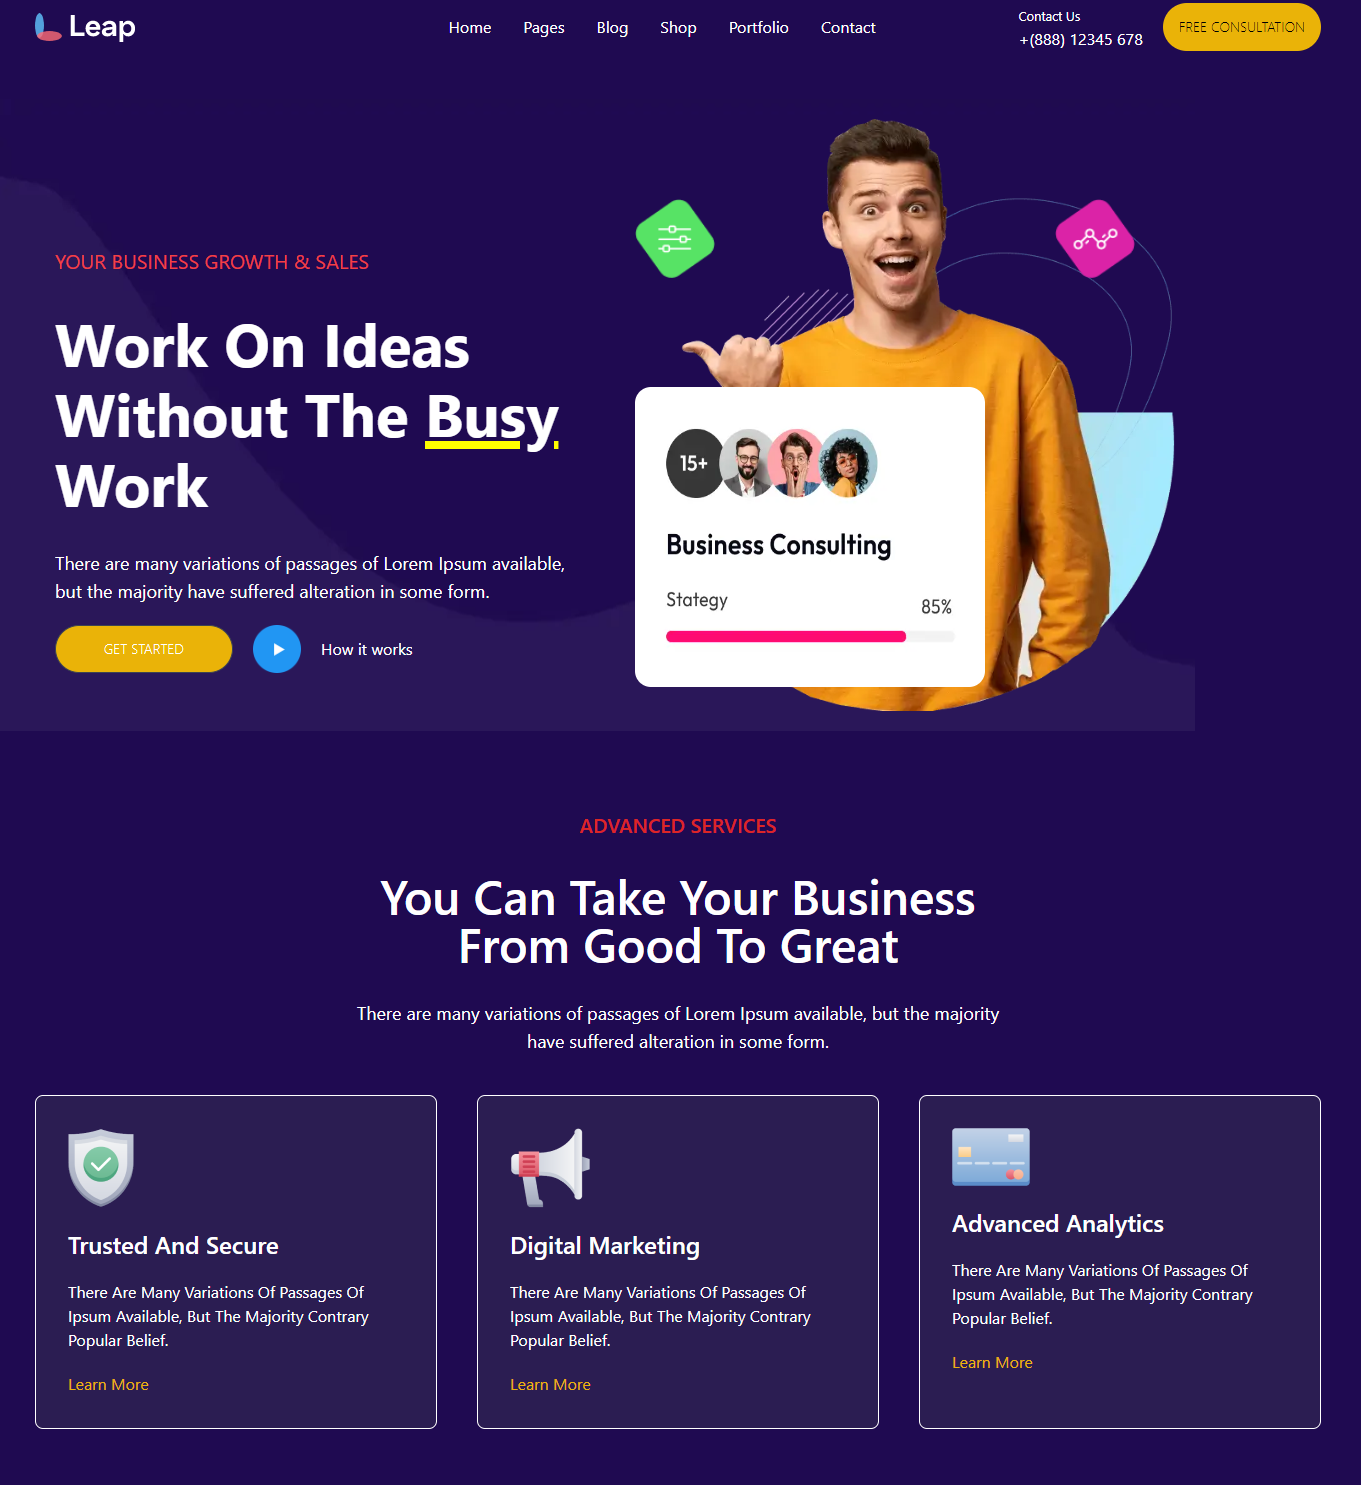 Leap
Home Pages Blog Shop Portfolio Contact
Contact Us
+(888) 12345 678
FREE CONSULTATION
YOUR BUSINESS GROWTH & SALES
Work On Ideas
Without The Busy
Work
There are many variations of passages of Lorem Ipsum available,
but the majority have suffered alteration in some form.
GET STARTED
How it works
15+
Business Consulting
Stategy
85%
ADVANCED SERVICES
You Can Take Your Business
From Good To Great
There are many variations of passages of Lorem Ipsum available, but the majority
have suffered alteration in some form.
Trusted And Secure
There Are Many Variations Of Passages Of
Ipsum Available, But The Majority Contrary
Popular Belief.
Learn More
Digital Marketing
There Are Many Variations Of Passages Of
Ipsum Available, But The Majority Contrary
Popular Belief.
Learn More
Advanced Analytics
There Are Many Variations Of Passages Of
Ipsum Available, But The Majority Contrary
Popular Belief.
Learn More